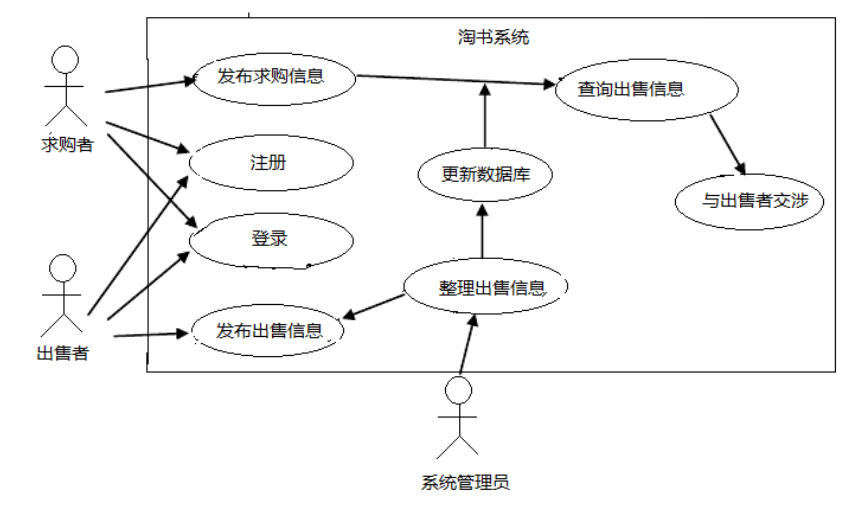 淘书系统
发布求购信息
查询出售信息
求购者
注册
更新数据库
与出售者交涉
登录
整理出售信息
发布出售信息
出售者
系统管理员